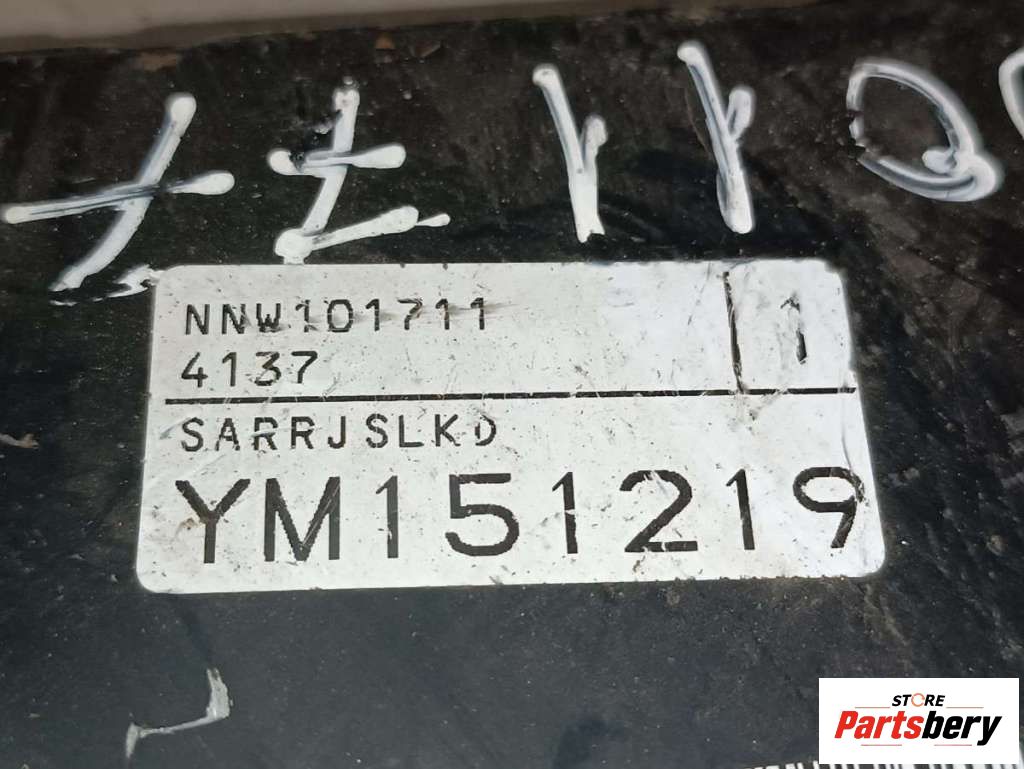 NNW101711
1
4137
SARRJSLKD
YM151219
STORE
Partsbery